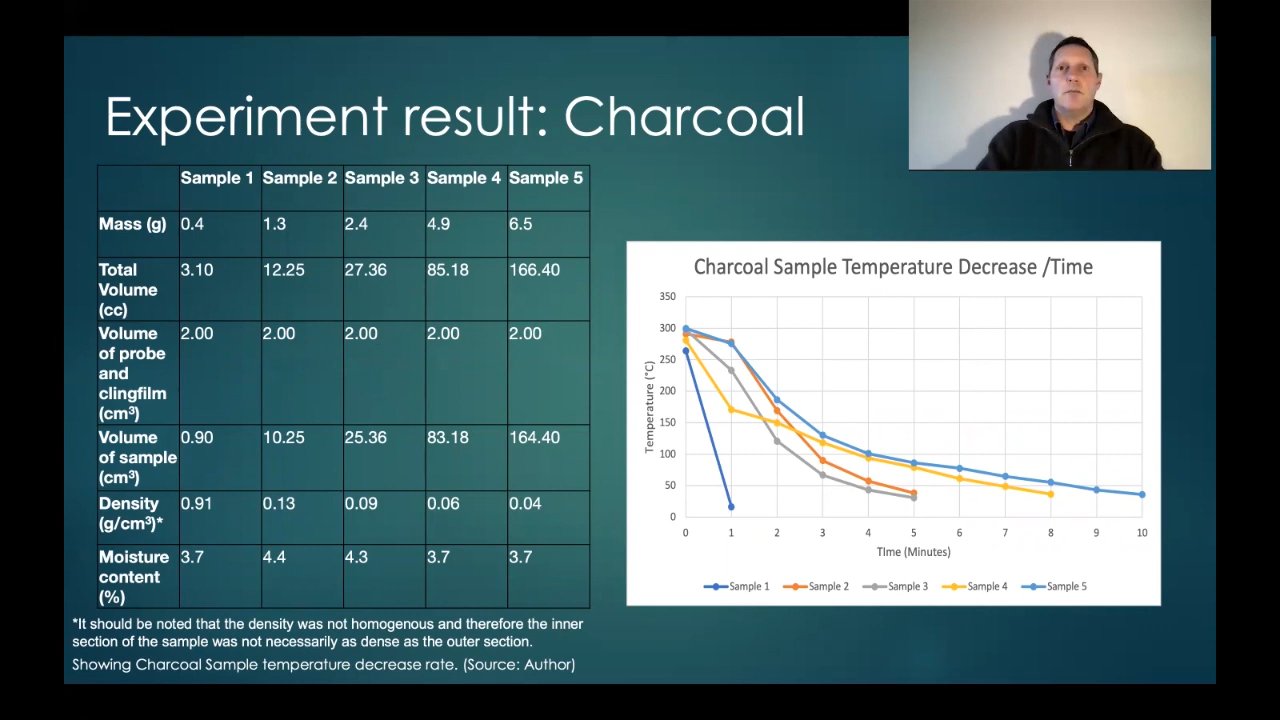 Experiment result: Charcoal
Sample 1 Sample 2 Sample 3 Sample 4 Sample 5
Mass (g) 0.4 1.3 2.4 4.9 6.5
Total 3.10 12.25 27.36 85.18 166.40
Volume
(cc)
Volume 2.00 2.00 2.00 2.00 2.00
of probe
and
clingfilm
(cm³)
Volume 0.90 10.25 25.36 83.18 164.40
of sample
(cm³)
Density 0.91 0.13 0.09 0.06 0.04
(g/cm³)*
Moisture 3.7 4.4 4.3 3.7 3.7
content
(%)
*It should be noted that the density was not homogenous and therefore the inner
section of the sample was not necessarily as dense as the outer section.
Showing Charcoal Sample temperature decrease rate. (Source: Author)
Charcoal Sample Temperature Decrease /Time
350
300
250
200
150
100
50
0
Temperature (°C)
0 1 2 3 4 5 6 7 8 9 10
TIme (Minutes)
Sample 1 Sample 2 Sample 3 Sample 4 Sample 5